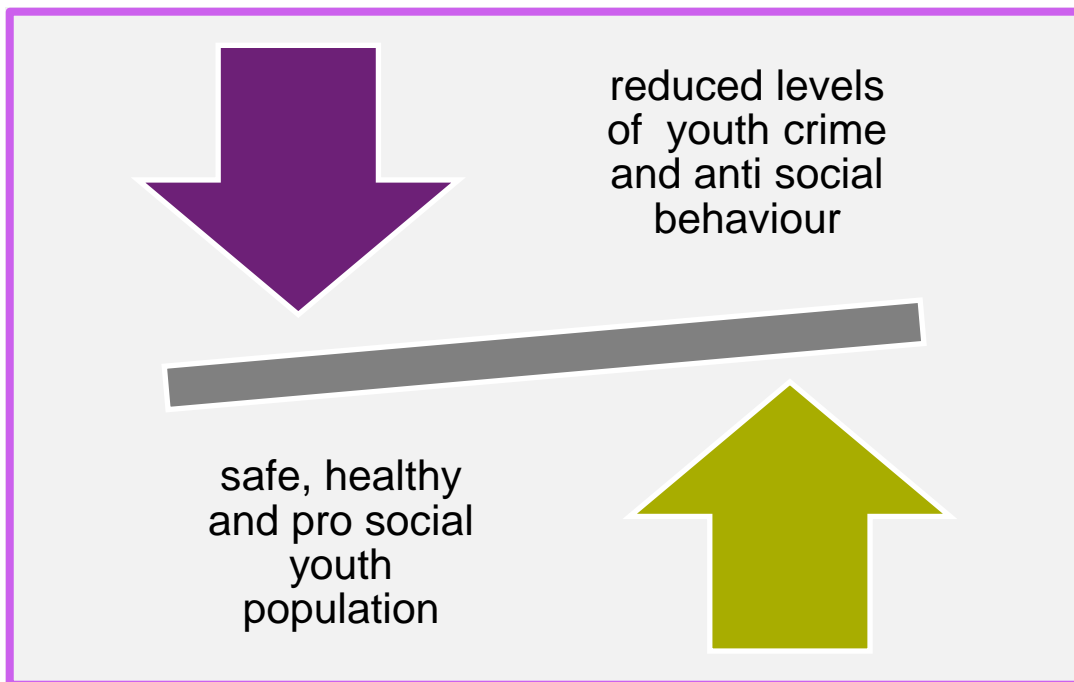 reduced levels
of  youth crime
and anti social
behaviour
safe, healthy
and pro social
youth
population